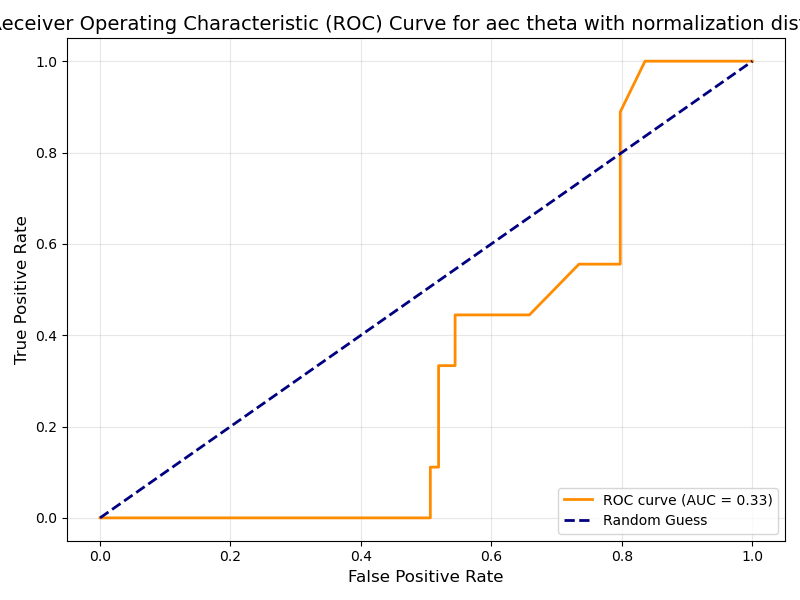 eceiver Operating Characteristic (ROC) Curve for aec theta with normalization dis
1.0
0.8
0.6
0.4
0.2
0.0
True Positive Rate
0.0 0.2 0.4 0.6 0.8 1.0
False Positive Rate
ROC curve (AUC = 0.33)
Random Guess